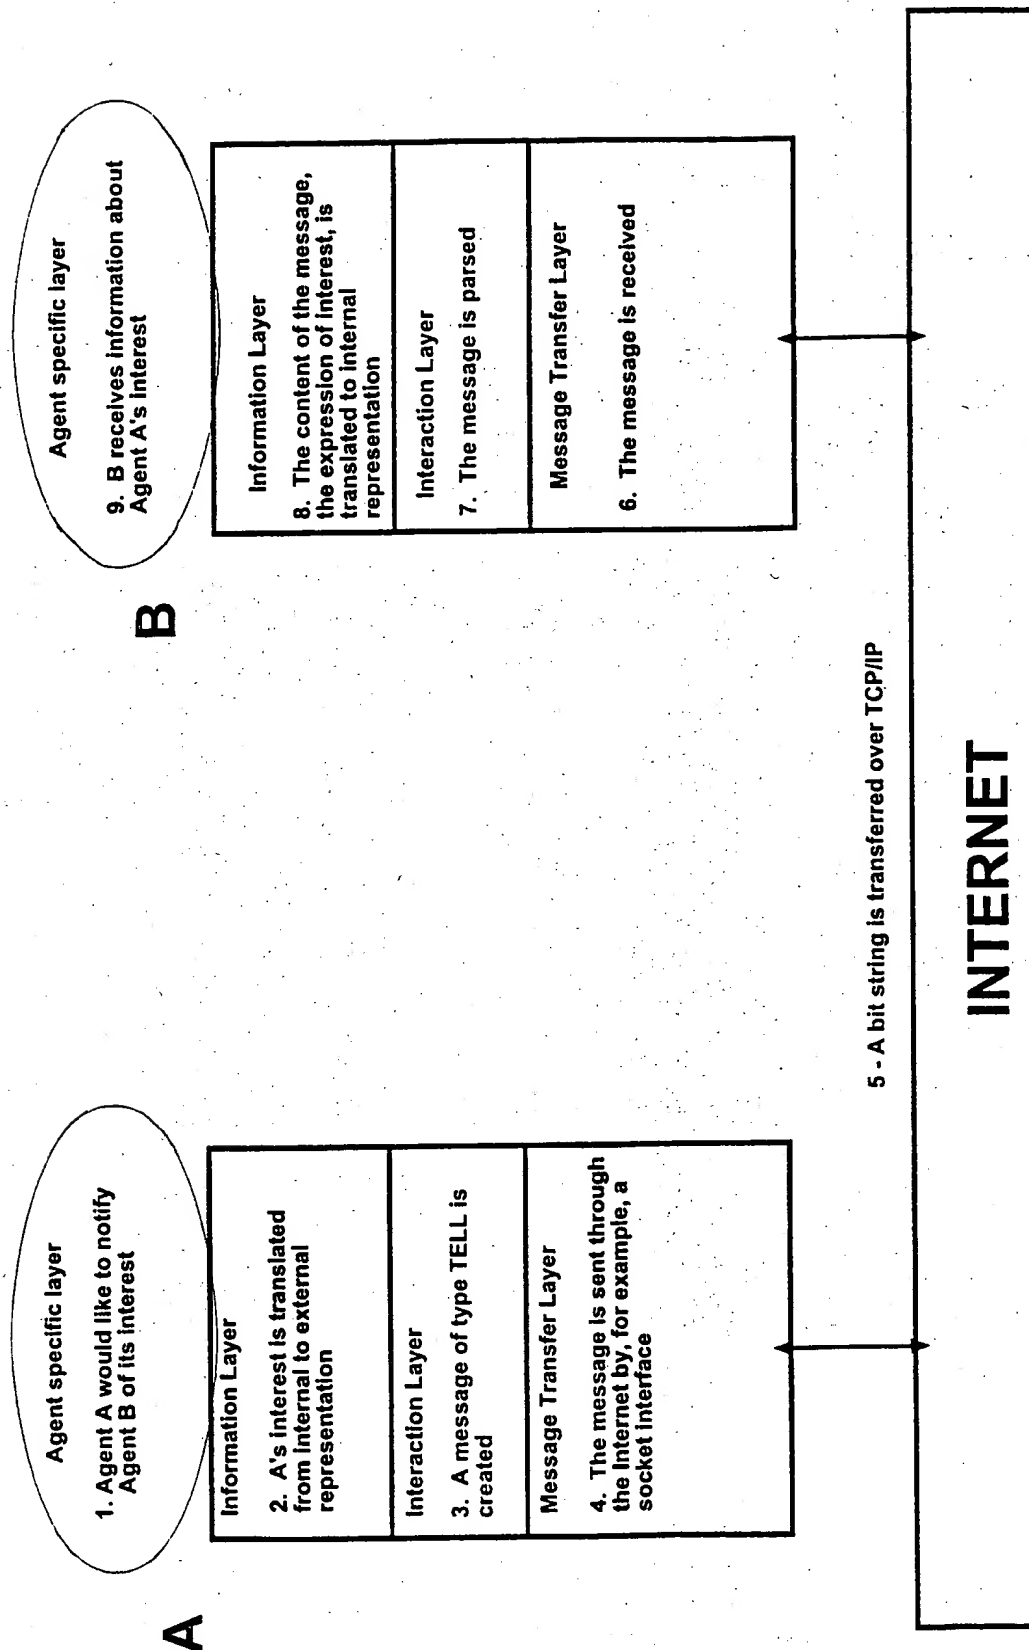 A
Agent specific layer
1. Agent A would like to notify
Agent B of its interest
Information Layer
2. A's interest is translated
from internal to external
representation
Interaction Layer
3. A message of type TELL is
created
Message Transfer Layer
4. The message is sent through
the Internet by, for example, a
socket interface
B
Agent specific layer
9. B receives information about
Agent A's interest
Information Layer
8. The content of the message,
the expression of interest, is
translated to internal
representation
Interaction Layer
7. The message is parsed
Message Transfer Layer
6. The message is received
5 - A bit string is transferred over TCP/IP
INTERNET